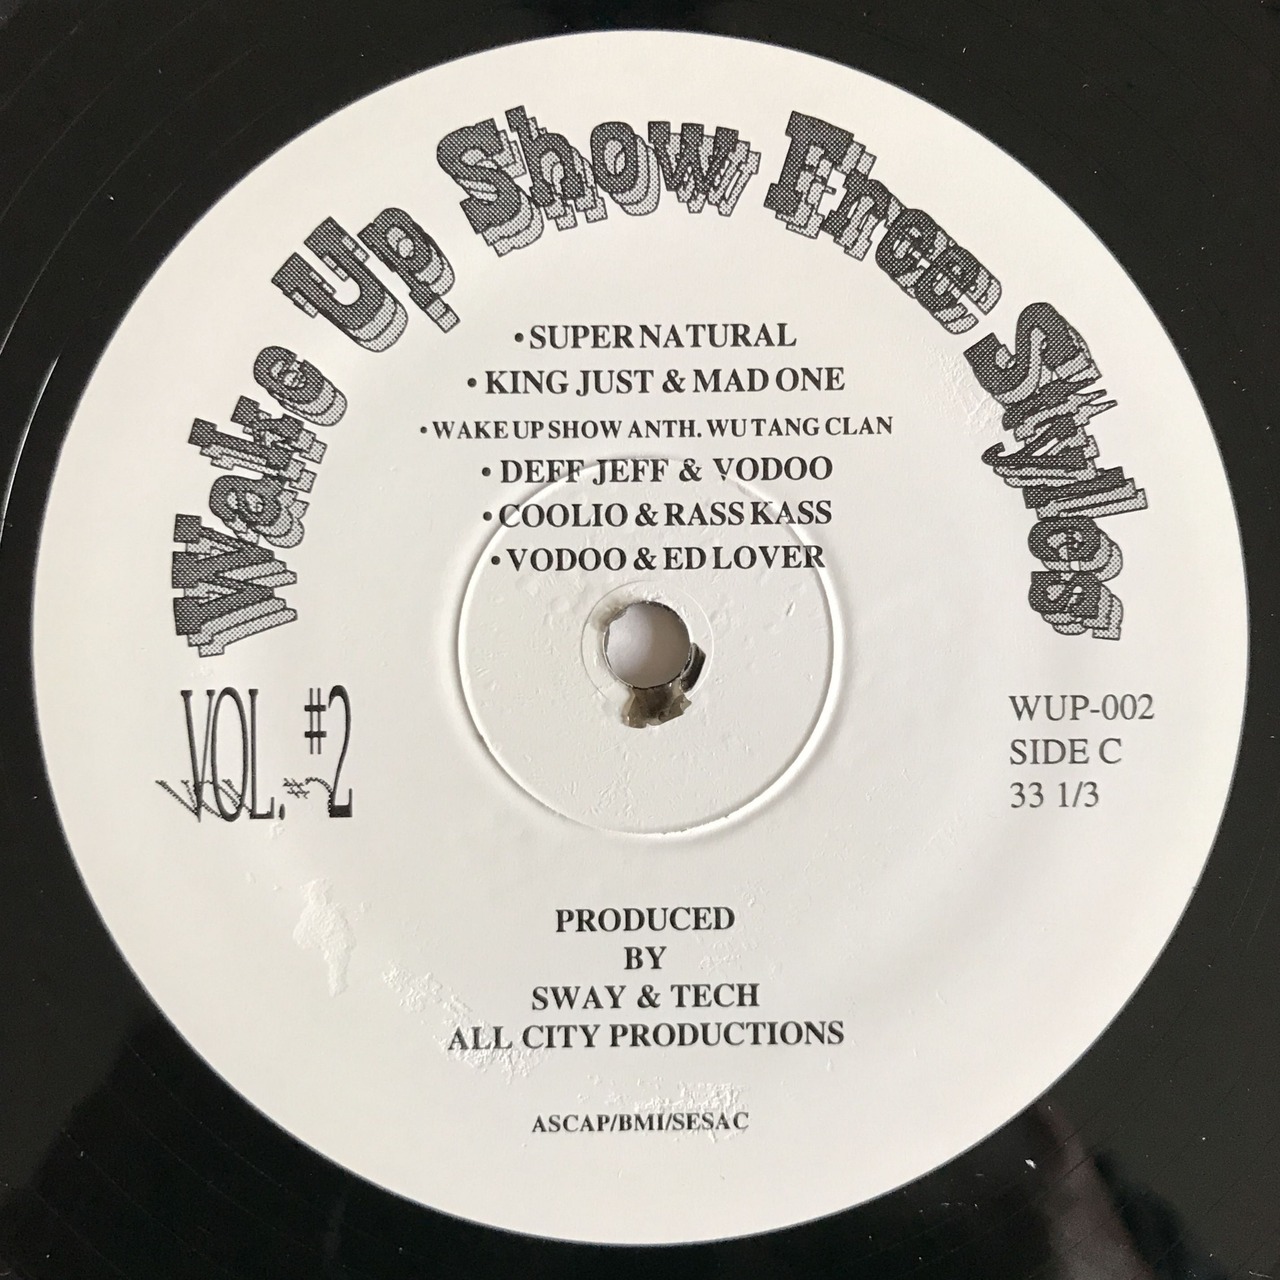 Wake Up Show Free Styles
• SUPER NATURAL
• KING JUST & MAD ONE
• WAKE UP SHOW ANTH. WU TANG CLAN
• DEFF JEFF & VODOO
• COOLIO & RASS KASS
• VODOO & ED LOVER
VOL. #2
WUP-002
SIDE C
33 1/3
PRODUCED
BY
SWAY & TECH
ALL CITY PRODUCTIONS
ASCAP/BMI/SESAC